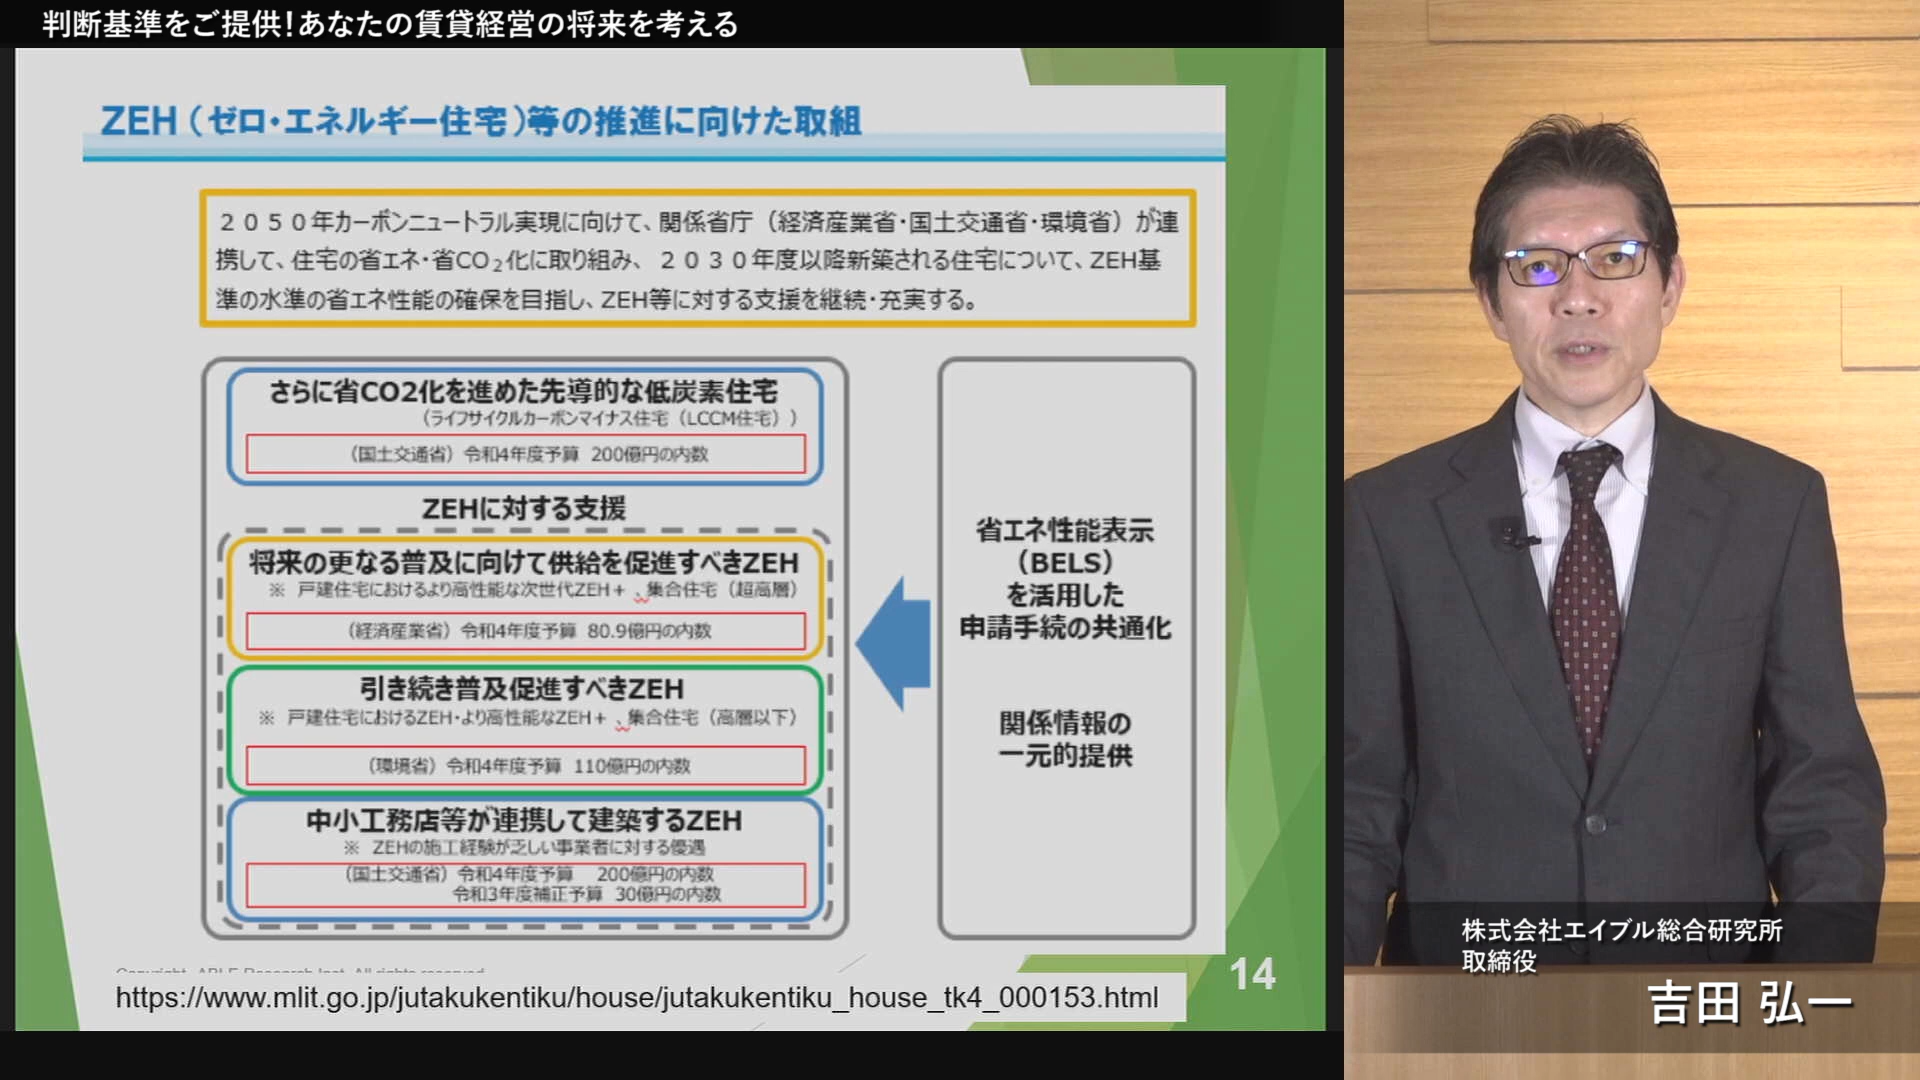 判断基準をご提供！あなたの賃貸経営の将来を考える
ZEH（ゼロ・エネルギー住宅）等の推進に向けた取組
２０５０年カーボンニュートラル実現に向けて、関係省庁（経済産業省・国土交通省・環境省）が連
携して、住宅の省エネ・省CO₂化に取り組み、２０３０年度以降新築される住宅について、ZEH基
準の水準の省エネ性能の確保を目指し、ZEH等に対する支援を継続・充実する。
さらに省CO2化を進めた先導的な低炭素住宅
（ライフサイクルカーボンマイナス住宅（LCCM住宅））
（国土交通省）令和4年度予算 200億円の内数
ZEHに対する支援
将来の更なる普及に向けて供給を促進すべきZEH
※ 戸建住宅におけるより高性能な次世代ZEH＋、集合住宅（超高層）
（経済産業省）令和4年度予算 80.9億円の内数
引き続き普及促進すべきZEH
※ 戸建住宅におけるZEH・より高性能なZEH＋、集合住宅（高層以下）
（環境省）令和4年度予算 110億円の内数
中小工務店等が連携して建築するZEH
※ ZEHの施工経験が乏しい事業者に対する優遇
（国土交通省）令和4年度予算 200億円の内数
令和3年度補正予算 30億円の内数
省エネ性能表示
（BELS）
を活用した
申請手続の共通化
関係情報の
一元的提供
https://www.mlit.go.jp/jutakukentiku/house/jutakukentiku_house_tk4_000153.html
14
株式会社エイブル総合研究所
取締役
吉田 弘一